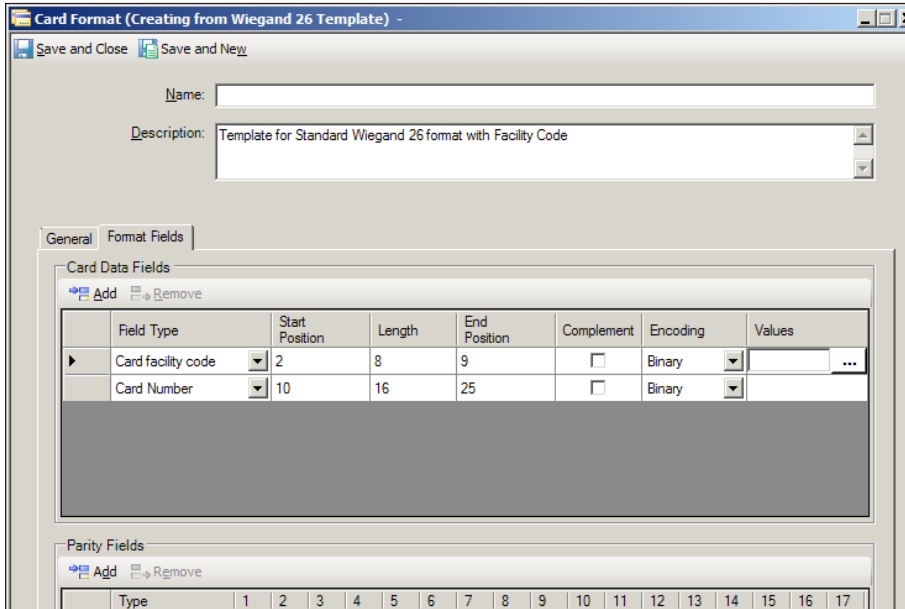 Card Format (Creating from Wiegand 26 Template) -
Save and Close Save and New
Name:
Description: Template for Standard Wiegand 26 format with Facility Code
General Format Fields
Card Data Fields
Add Remove
Field Type Start Position Length End Position Complement Encoding Values
Card facility code 2 8 9 Binary ...
Card Number 10 16 25 Binary
Parity Fields
Add Remove
Type 1 2 3 4 5 6 7 8 9 10 11 12 13 14 15 16 17